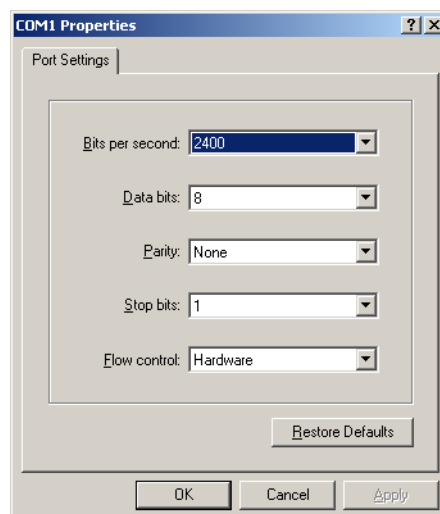 COM1 Properties
Port Settings
Bits per second: 2400
Data bits: 8
Parity: None
Stop bits: 1
Flow control: Hardware
Restore Defaults
OK Cancel Apply